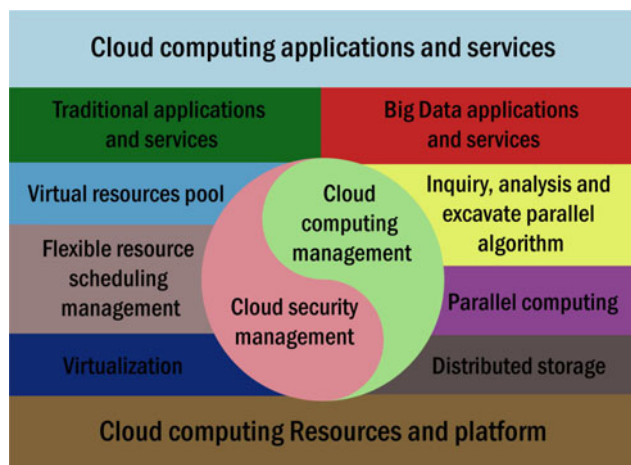 Cloud computing applications and services
Traditional applications
and services
Big Data applications
and services
Virtual resources pool
Inquiry, analysis and
excavate parallel
algorithm
Cloud
computing
management
Flexible resource
scheduling
management
Cloud security
management
Parallel computing
Virtualization
Distributed storage
Cloud computing Resources and platform